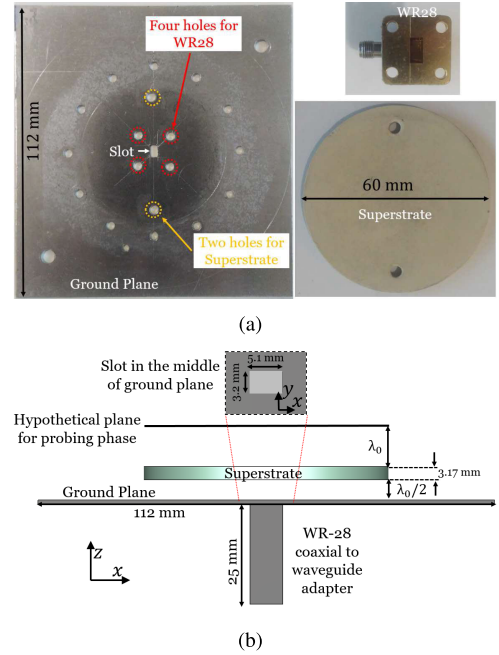 Four holes for
WR28
WR28
112 mm
Slot
60 mm
Superstrate
Two holes for
Superstrate
Ground Plane
(a)
Slot in the middle
of ground plane
5.1 mm
3.2 mm
y
x
Hypothetical plane
for probing phase
λ₀
Superstrate
3.17 mm
Ground Plane
λ₀/2
112 mm
25 mm
WR-28
coaxial to
waveguide
adapter
z
x
(b)